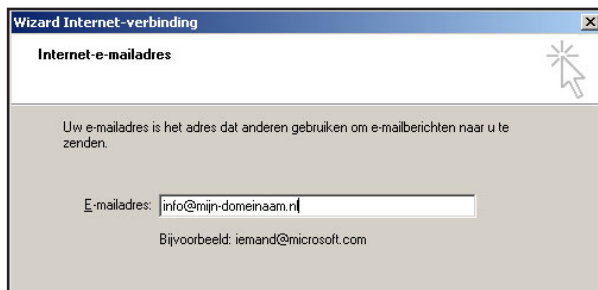 Wizard Internet-verbinding
Internet-e-mailadres
Uw e-mailadres is het adres dat anderen gebruiken om e-mailberichten naar u te
zenden.
E-mailadres: info@mijn-domeinaam.nl
Bijvoorbeeld: iemand@microsoft.com